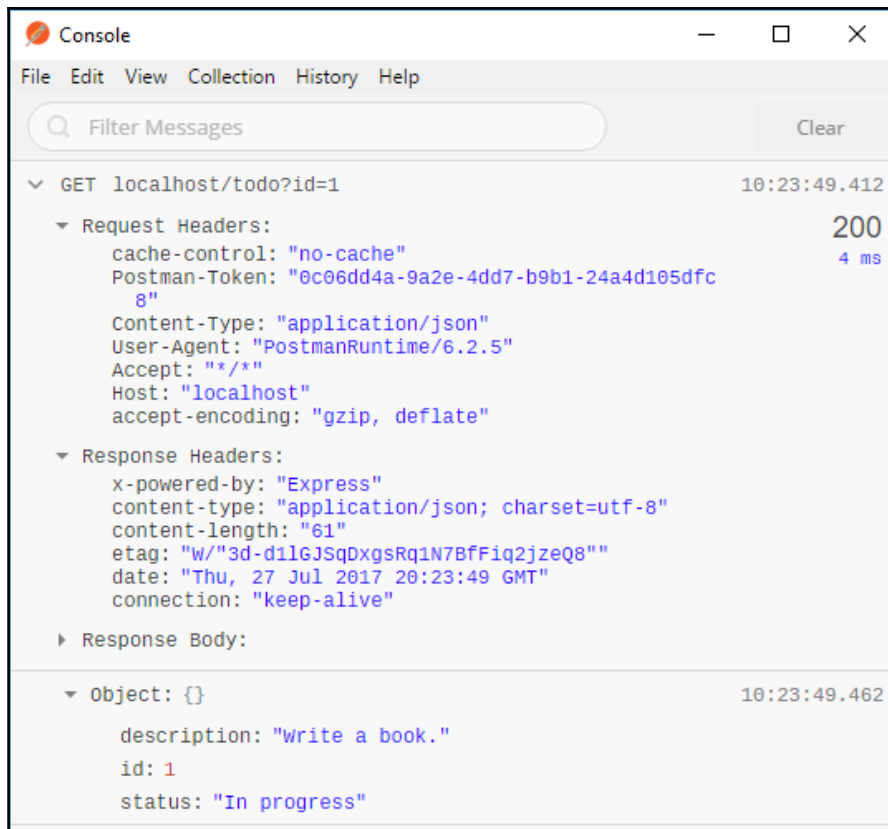 Console
File Edit View Collection History Help
Filter Messages
Clear
GET localhost/todo?id=1 10:23:49.412
Request Headers: 200
cache-control: "no-cache" 4 ms
Postman-Token: "0c06dd4a-9a2e-4dd7-b9b1-24a4d105dfc
8"
Content-Type: "application/json"
User-Agent: "PostmanRuntime/6.2.5"
Accept: "*/*"
Host: "localhost"
accept-encoding: "gzip, deflate"
Response Headers:
x-powered-by: "Express"
content-type: "application/json; charset=utf-8"
content-length: "61"
etag: "W/"3d-d1lGJSqDxgsRq1N7BfFiq2jzeQ8""
date: "Thu, 27 Jul 2017 20:23:49 GMT"
connection: "keep-alive"
Response Body:
Object: {} 10:23:49.462
description: "Write a book."
id: 1
status: "In progress"